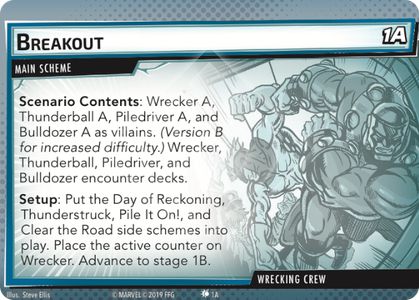 BREAKOUT
1A
MAIN SCHEME
Scenario Contents: Wrecker A,
Thunderball A, Piledriver A, and
Bulldozer A as villains. (Version B
for increased difficulty.) Wrecker,
Thunderball, Piledriver, and
Bulldozer encounter decks.
Setup: Put the Day of Reckoning,
Thunderstruck, Pile It On!, and
Clear the Road side schemes into
play. Place the active counter on
Wrecker. Advance to stage 1B.
WRECKING CREW
Illus. Steve Ellis
© MARVEL © 2019 FFG
1A